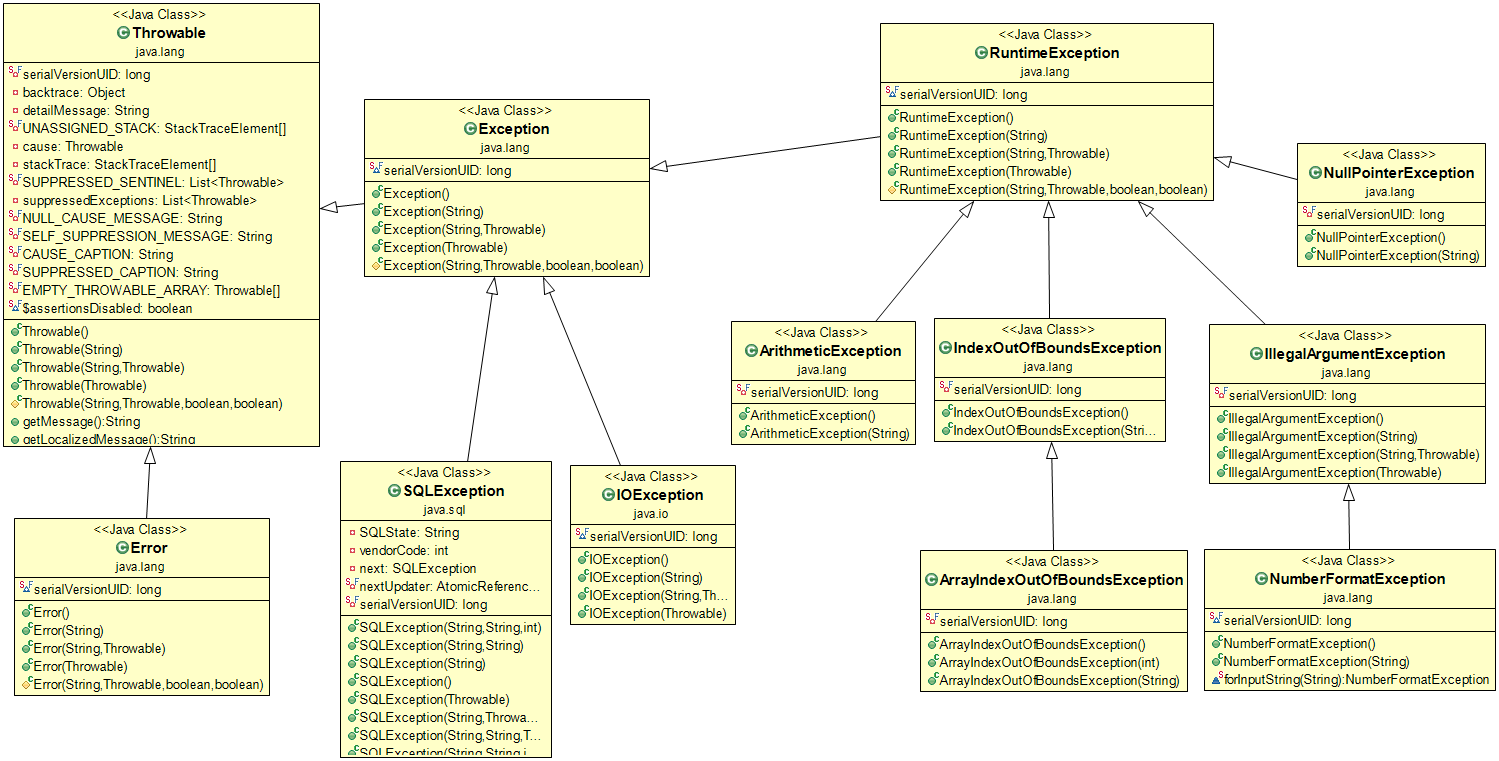 <<Java Class>>
Throwable
java.lang
serialVersionUID: long
backtrace: Object
detailMessage: String
UNASSIGNED_STACK: StackTraceElement[]
cause: Throwable
stackTrace: StackTraceElement[]
SUPPRESSED_SENTINEL: List<Throwable>
suppressedExceptions: List<Throwable>
NULL_CAUSE_MESSAGE: String
SELF_SUPPRESSION_MESSAGE: String
CAUSE_CAPTION: String
SUPPRESSED_CAPTION: String
EMPTY_THROWABLE_ARRAY: Throwable[]
$assertionsDisabled: boolean
Throwable()
Throwable(String)
Throwable(String,Throwable)
Throwable(Throwable)
Throwable(String,Throwable,boolean,boolean)
getMessage():String
getLocalizedMessage():String
<<Java Class>>
Error
java.lang
serialVersionUID: long
Error()
Error(String)
Error(String,Throwable)
Error(Throwable)
Error(String,Throwable,boolean,boolean)
<<Java Class>>
Exception
java.lang
serialVersionUID: long
Exception()
Exception(String)
Exception(String,Throwable)
Exception(Throwable)
Exception(String,Throwable,boolean,boolean)
<<Java Class>>
SQLException
java.sql
SQLState: String
vendorCode: int
next: SQLException
nextUpdater: AtomicReferenc...
serialVersionUID: long
SQLException(String,String,int)
SQLException(String,String)
SQLException(String)
SQLException()
SQLException(Throwable)
SQLException(String,Throwa...
SQLException(String,String,T...
SQLException(String,String,i
<<Java Class>>
IOException
java.io
serialVersionUID: long
IOException()
IOException(String)
IOException(String,Th...
IOException(Throwable)
<<Java Class>>
RuntimeException
java.lang
serialVersionUID: long
RuntimeException()
RuntimeException(String)
RuntimeException(String,Throwable)
RuntimeException(Throwable)
RuntimeException(String,Throwable,boolean,boolean)
<<Java Class>>
NullPointerException
java.lang
serialVersionUID: long
NullPointerException()
NullPointerException(String)
<<Java Class>>
ArithmeticException
java.lang
serialVersionUID: long
ArithmeticException()
ArithmeticException(String)
<<Java Class>>
IndexOutOfBoundsException
java.lang
serialVersionUID: long
IndexOutOfBoundsException()
IndexOutOfBoundsException(Stri...
<<Java Class>>
IllegalArgumentException
java.lang
serialVersionUID: long
IllegalArgumentException()
IllegalArgumentException(String)
IllegalArgumentException(String,Throwable)
IllegalArgumentException(Throwable)
<<Java Class>>
ArrayIndexOutOfBoundsException
java.lang
serialVersionUID: long
ArrayIndexOutOfBoundsException()
ArrayIndexOutOfBoundsException(int)
ArrayIndexOutOfBoundsException(String)
<<Java Class>>
NumberFormatException
java.lang
serialVersionUID: long
NumberFormatException()
NumberFormatException(String)
forInputString(String):NumberFormatException